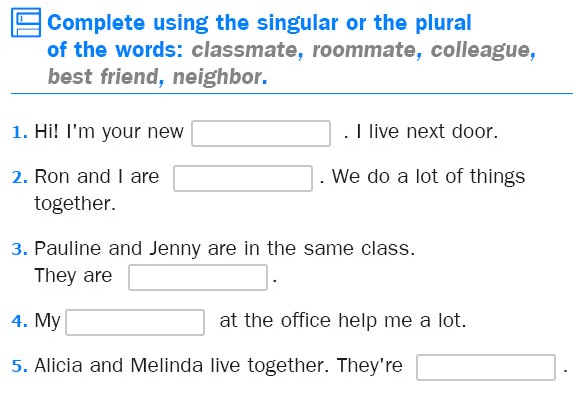 Complete using the singular or the plural
of the words: classmate, roommate, colleague,
best friend, neighbor.
1. Hi! I'm your new . I live next door.
2. Ron and I are . We do a lot of things
together.
3. Pauline and Jenny are in the same class.
They are .
4. My at the office help me a lot.
5. Alicia and Melinda live together. They're .